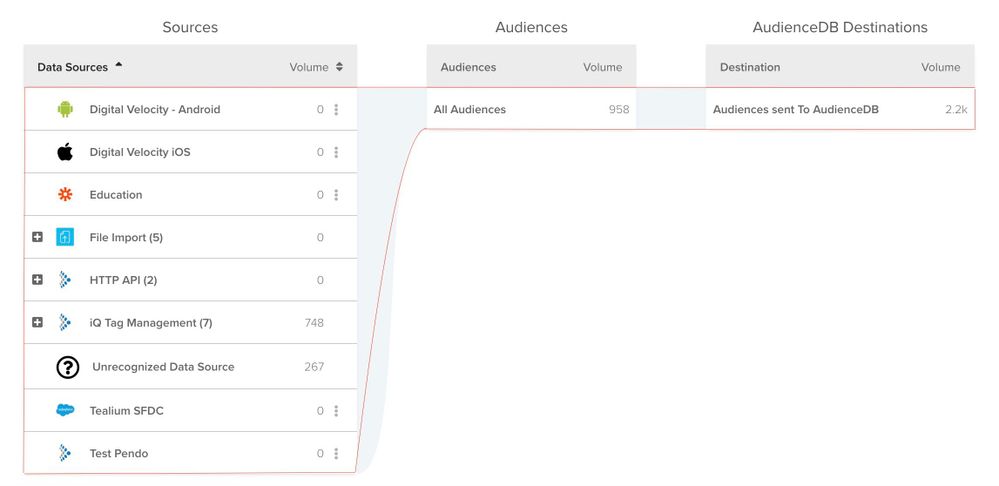 Sources Audiences AudienceDB Destinations
Data Sources Volume Audiences Volume Destination Volume
Digital Velocity - Android 0 All Audiences 958 Audiences sent To AudienceDB 2.2k
Digital Velocity iOS 0
Education 0
File Import (5) 0
HTTP API (2) 0
iQ Tag Management (7) 748
Unrecognized Data Source 267
Tealium SFDC 0
Test Pendo 0